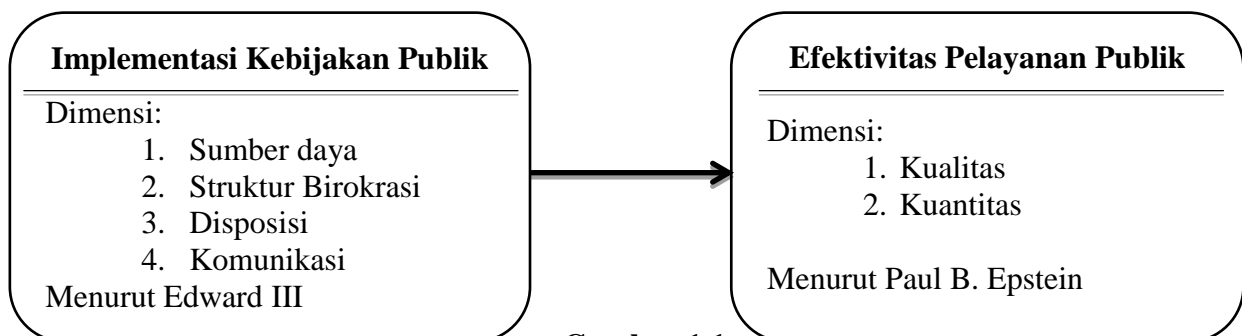 Implementasi Kebijakan Publik
Dimensi:
1. Sumber daya
2. Struktur Birokrasi
3. Disposisi
4. Komunikasi
Menurut Edward III
Efektivitas Pelayanan Publik
Dimensi:
1. Kualitas
2. Kuantitas
Menurut Paul B. Epstein